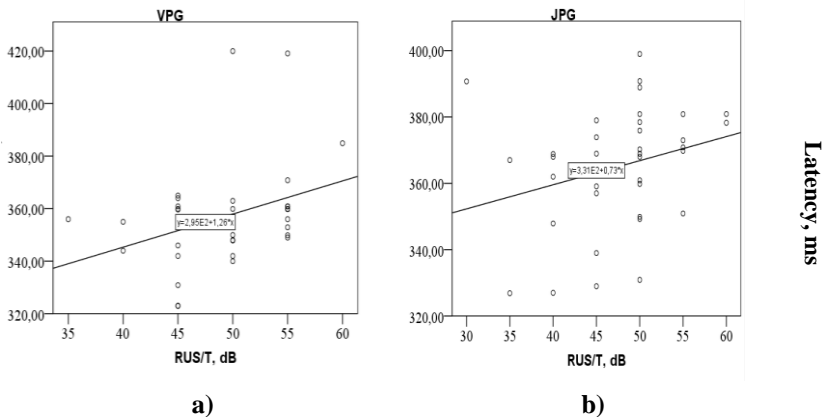 VPG
420,00
400,00
380,00
360,00
340,00
320,00
y=2,95E2+1,26*x
35 40 45 50 55 60
RUS/T, dB
a)
JPG
400,00
380,00
360,00
340,00
320,00
y=3,31E2+0,73*x
30 35 40 45 50 55 60
RUS/T, dB
b)
Latency, ms